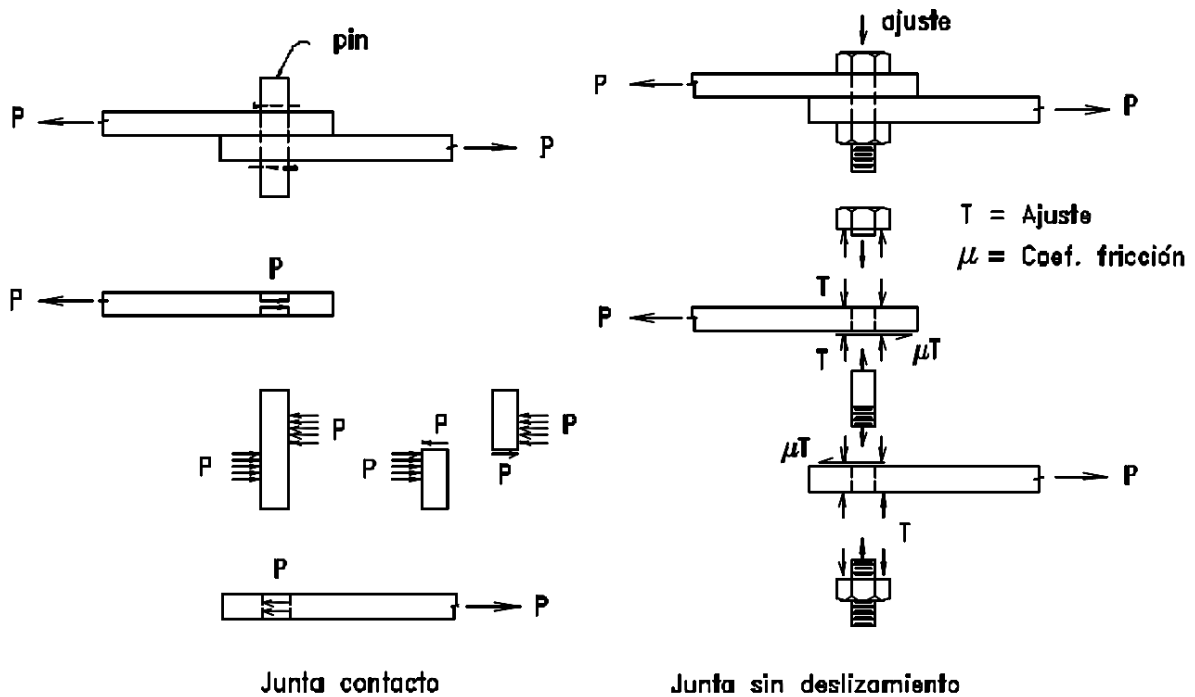 pin
P
P
P
P
P
P
P
P
P
P
P
P
Junta contacto
ajuste
P
P
T = Ajuste
μ = Coef. fricción
T
P
T
μT
μT
P
T
Junta sin deslizamiento